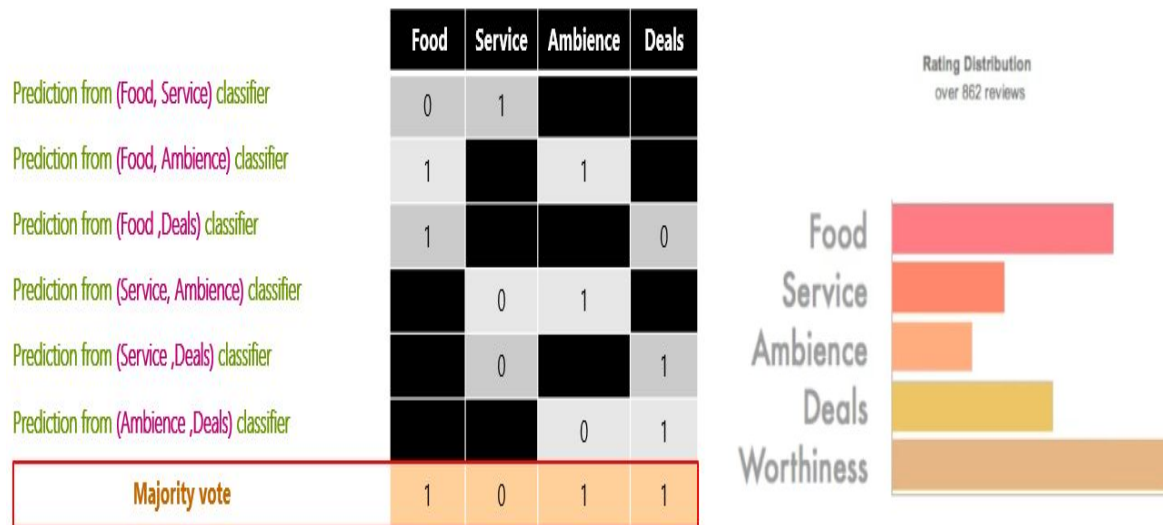 Food Service Ambience Deals
Prediction from (Food, Service) classifier 0 1
Prediction from (Food, Ambience) classifier 1 1
Prediction from (Food ,Deals) classifier 1 0
Prediction from (Service, Ambience) classifier 0 1
Prediction from (Service ,Deals) classifier 0 1
Prediction from (Ambience ,Deals) classifier 0 1
Majority vote 1 0 1 1
Rating Distribution
over 862 reviews
Food
Service
Ambience
Deals
Worthiness